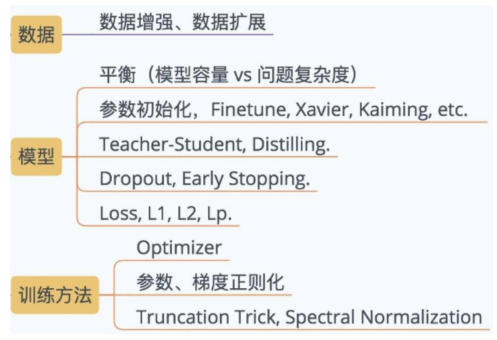 数据
数据增强、数据扩展
模型
平衡（模型容量 vs 问题复杂度）
参数初始化，Finetune, Xavier, Kaiming, etc.
Teacher-Student, Distilling.
Dropout, Early Stopping.
Loss, L1, L2, Lp.
训练方法
Optimizer
参数、梯度正则化
Truncation Trick, Spectral Normalization